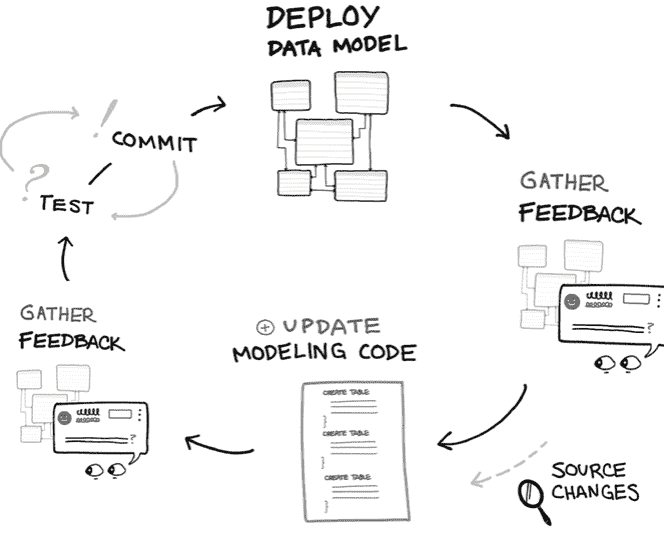 DEPLOY
DATA MODEL
!
COMMIT
?
TEST
GATHER
FEEDBACK
?
GATHER
FEEDBACK
?
⊕ UPDATE
MODELING CODE
CREATE TABLE
}
CREATE TABLE
}
CREATE TABLE
}
SOURCE
CHANGES